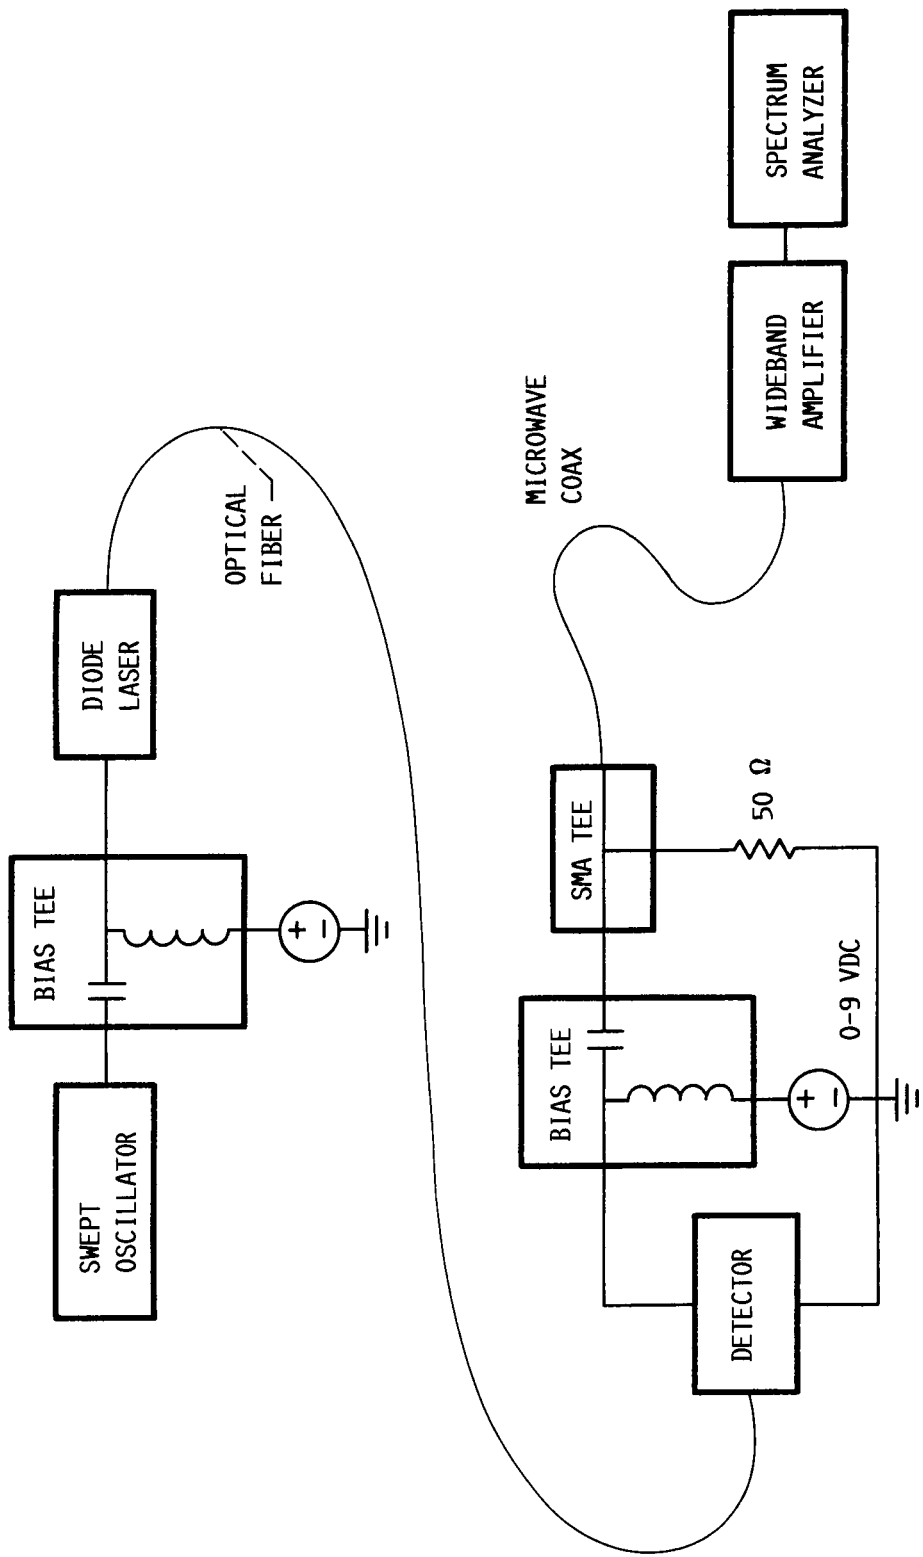 SWEPT
OSCILLATOR
BIAS TEE
+
−
DIODE
LASER
OPTICAL
FIBER
DETECTOR
BIAS TEE
+
−
0-9 VDC
SMA TEE
50 Ω
MICROWAVE
COAX
WIDEBAND
AMPLIFIER
SPECTRUM
ANALYZER